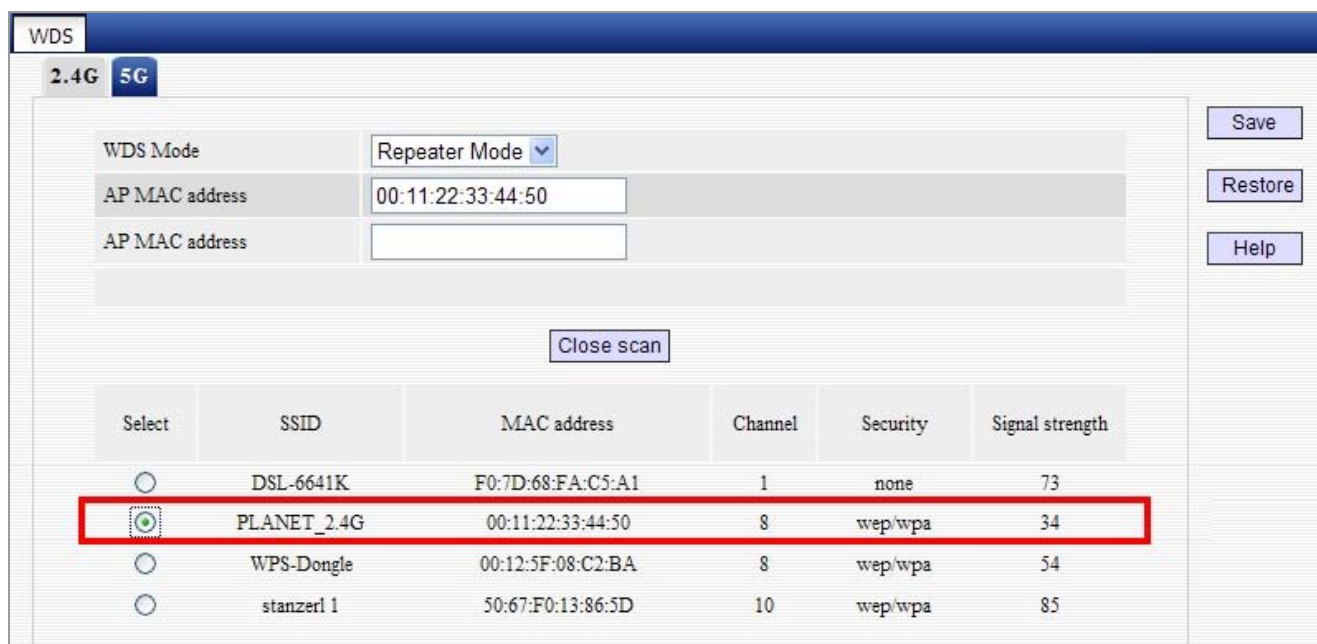 WDS
2.4G 5G
Save
WDS Mode Repeater Mode
Restore
AP MAC address 00:11:22:33:44:50
AP MAC address
Help
Close scan
Select SSID MAC address Channel Security Signal strength
DSL-6641K F0:7D:68:FA:C5:A1 1 none 73
PLANET_2.4G 00:11:22:33:44:50 8 wep/wpa 34
WPS-Dongle 00:12:5F:08:C2:BA 8 wep/wpa 54
stanzerl 1 50:67:F0:13:86:5D 10 wep/wpa 85